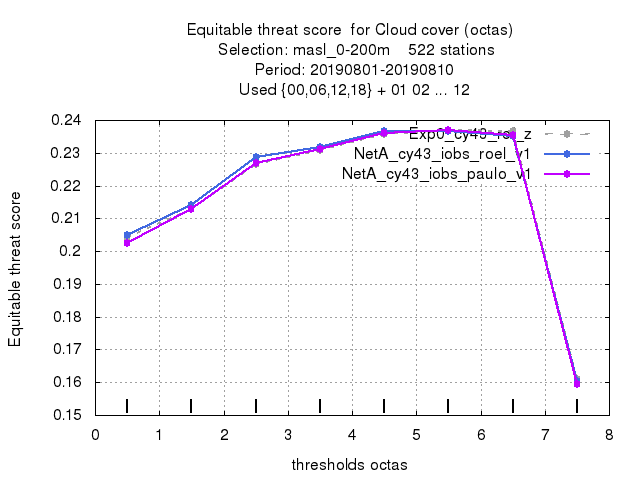 Equitable threat score for Cloud cover (octas)
Selection: masl_0-200m 522 stations
Period: 20190801-20190810
Used {00,06,12,18} + 01 02 ... 12
Equitable threat score
0.24
0.23
0.22
0.21
0.2
0.19
0.18
0.17
0.16
0.15
NetA_cy43_iobs_roel_v1
NetA_cy43_iobs_paulo_v1
0 1 2 3 4 5 6 7 8
thresholds octas